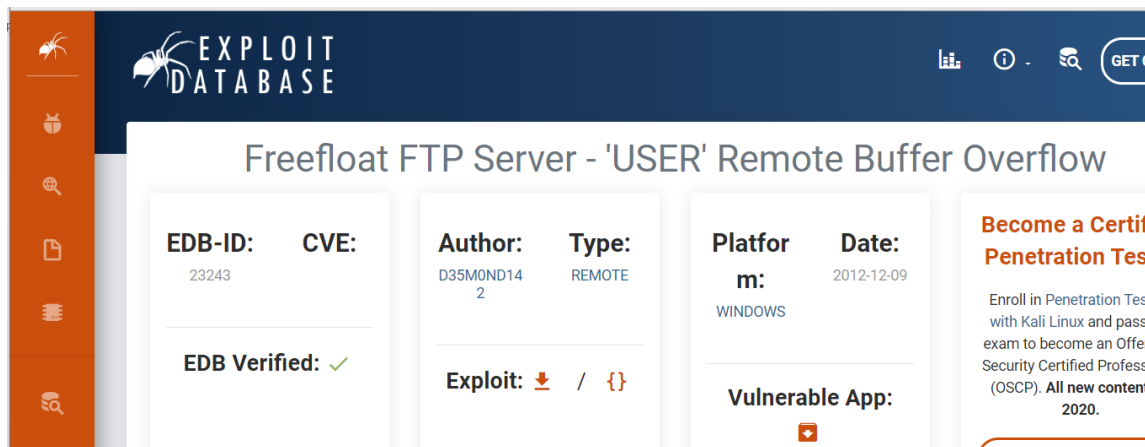 EXPLOIT
DATABASE
GET
Freefloat FTP Server - 'USER' Remote Buffer Overflow
EDB-ID:
23243
CVE:
EDB Verified:
Author:
D35M0ND14
2
Type:
REMOTE
Exploit:
/
{}
Platfor
m:
WINDOWS
Date:
2012-12-09
Vulnerable App:
Become a Certif
Penetration Tes
Enroll in Penetration Tes
with Kali Linux and pass
exam to become an Offe
Security Certified Profess
(OSCP). All new content
2020.